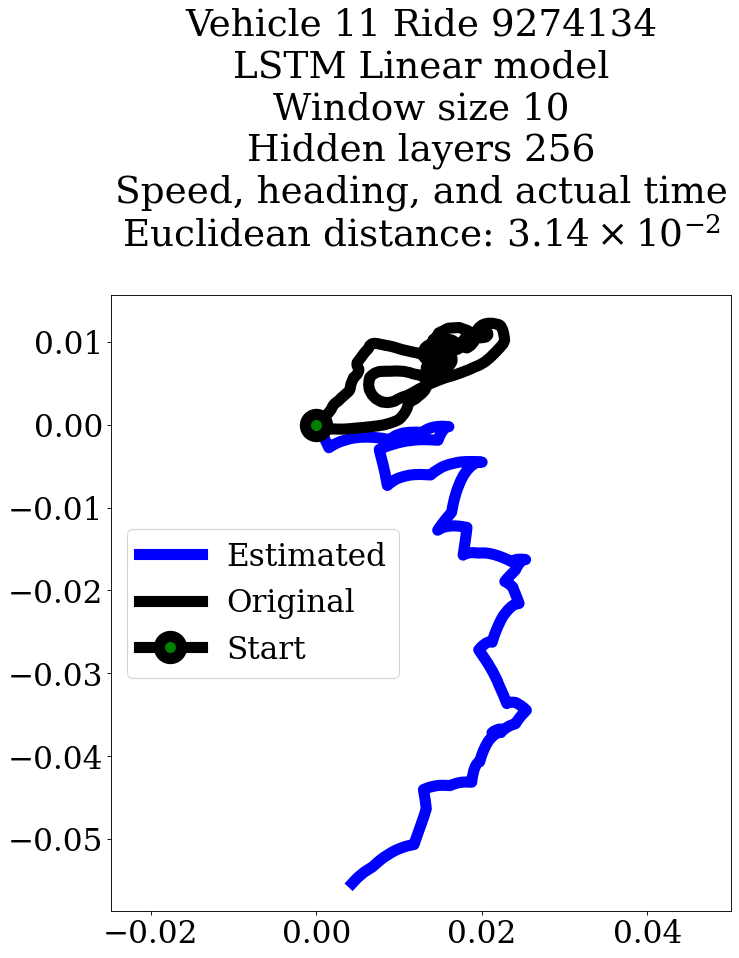 Vehicle 11 Ride 9274134
LSTM Linear model
Window size 10
Hidden layers 256
Speed, heading, and actual time
Euclidean distance: 3.14 × 10⁻²
0.01
0.00
−0.01
−0.02
−0.03
−0.04
−0.05
Estimated
Original
Start
−0.02 0.00 0.02 0.04